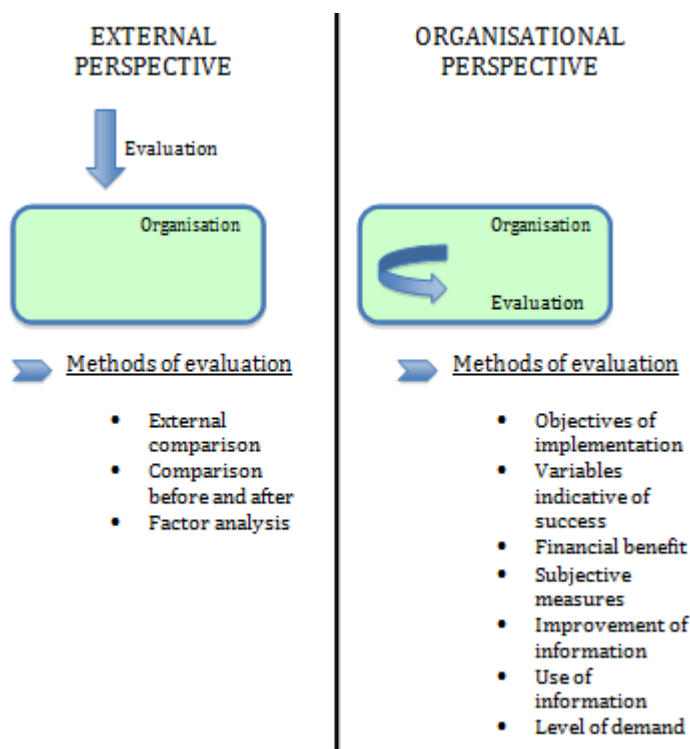 EXTERNAL
PERSPECTIVE
Evaluation
Organisation
Methods of evaluation
• External
comparison
• Comparison
before and after
• Factor analysis
ORGANISATIONAL
PERSPECTIVE
Organisation
Evaluation
Methods of evaluation
• Objectives of
implementation
• Variables
indicative of
success
• Financial benefit
• Subjective
measures
• Improvement of
information
• Use of
information
• Level of demand